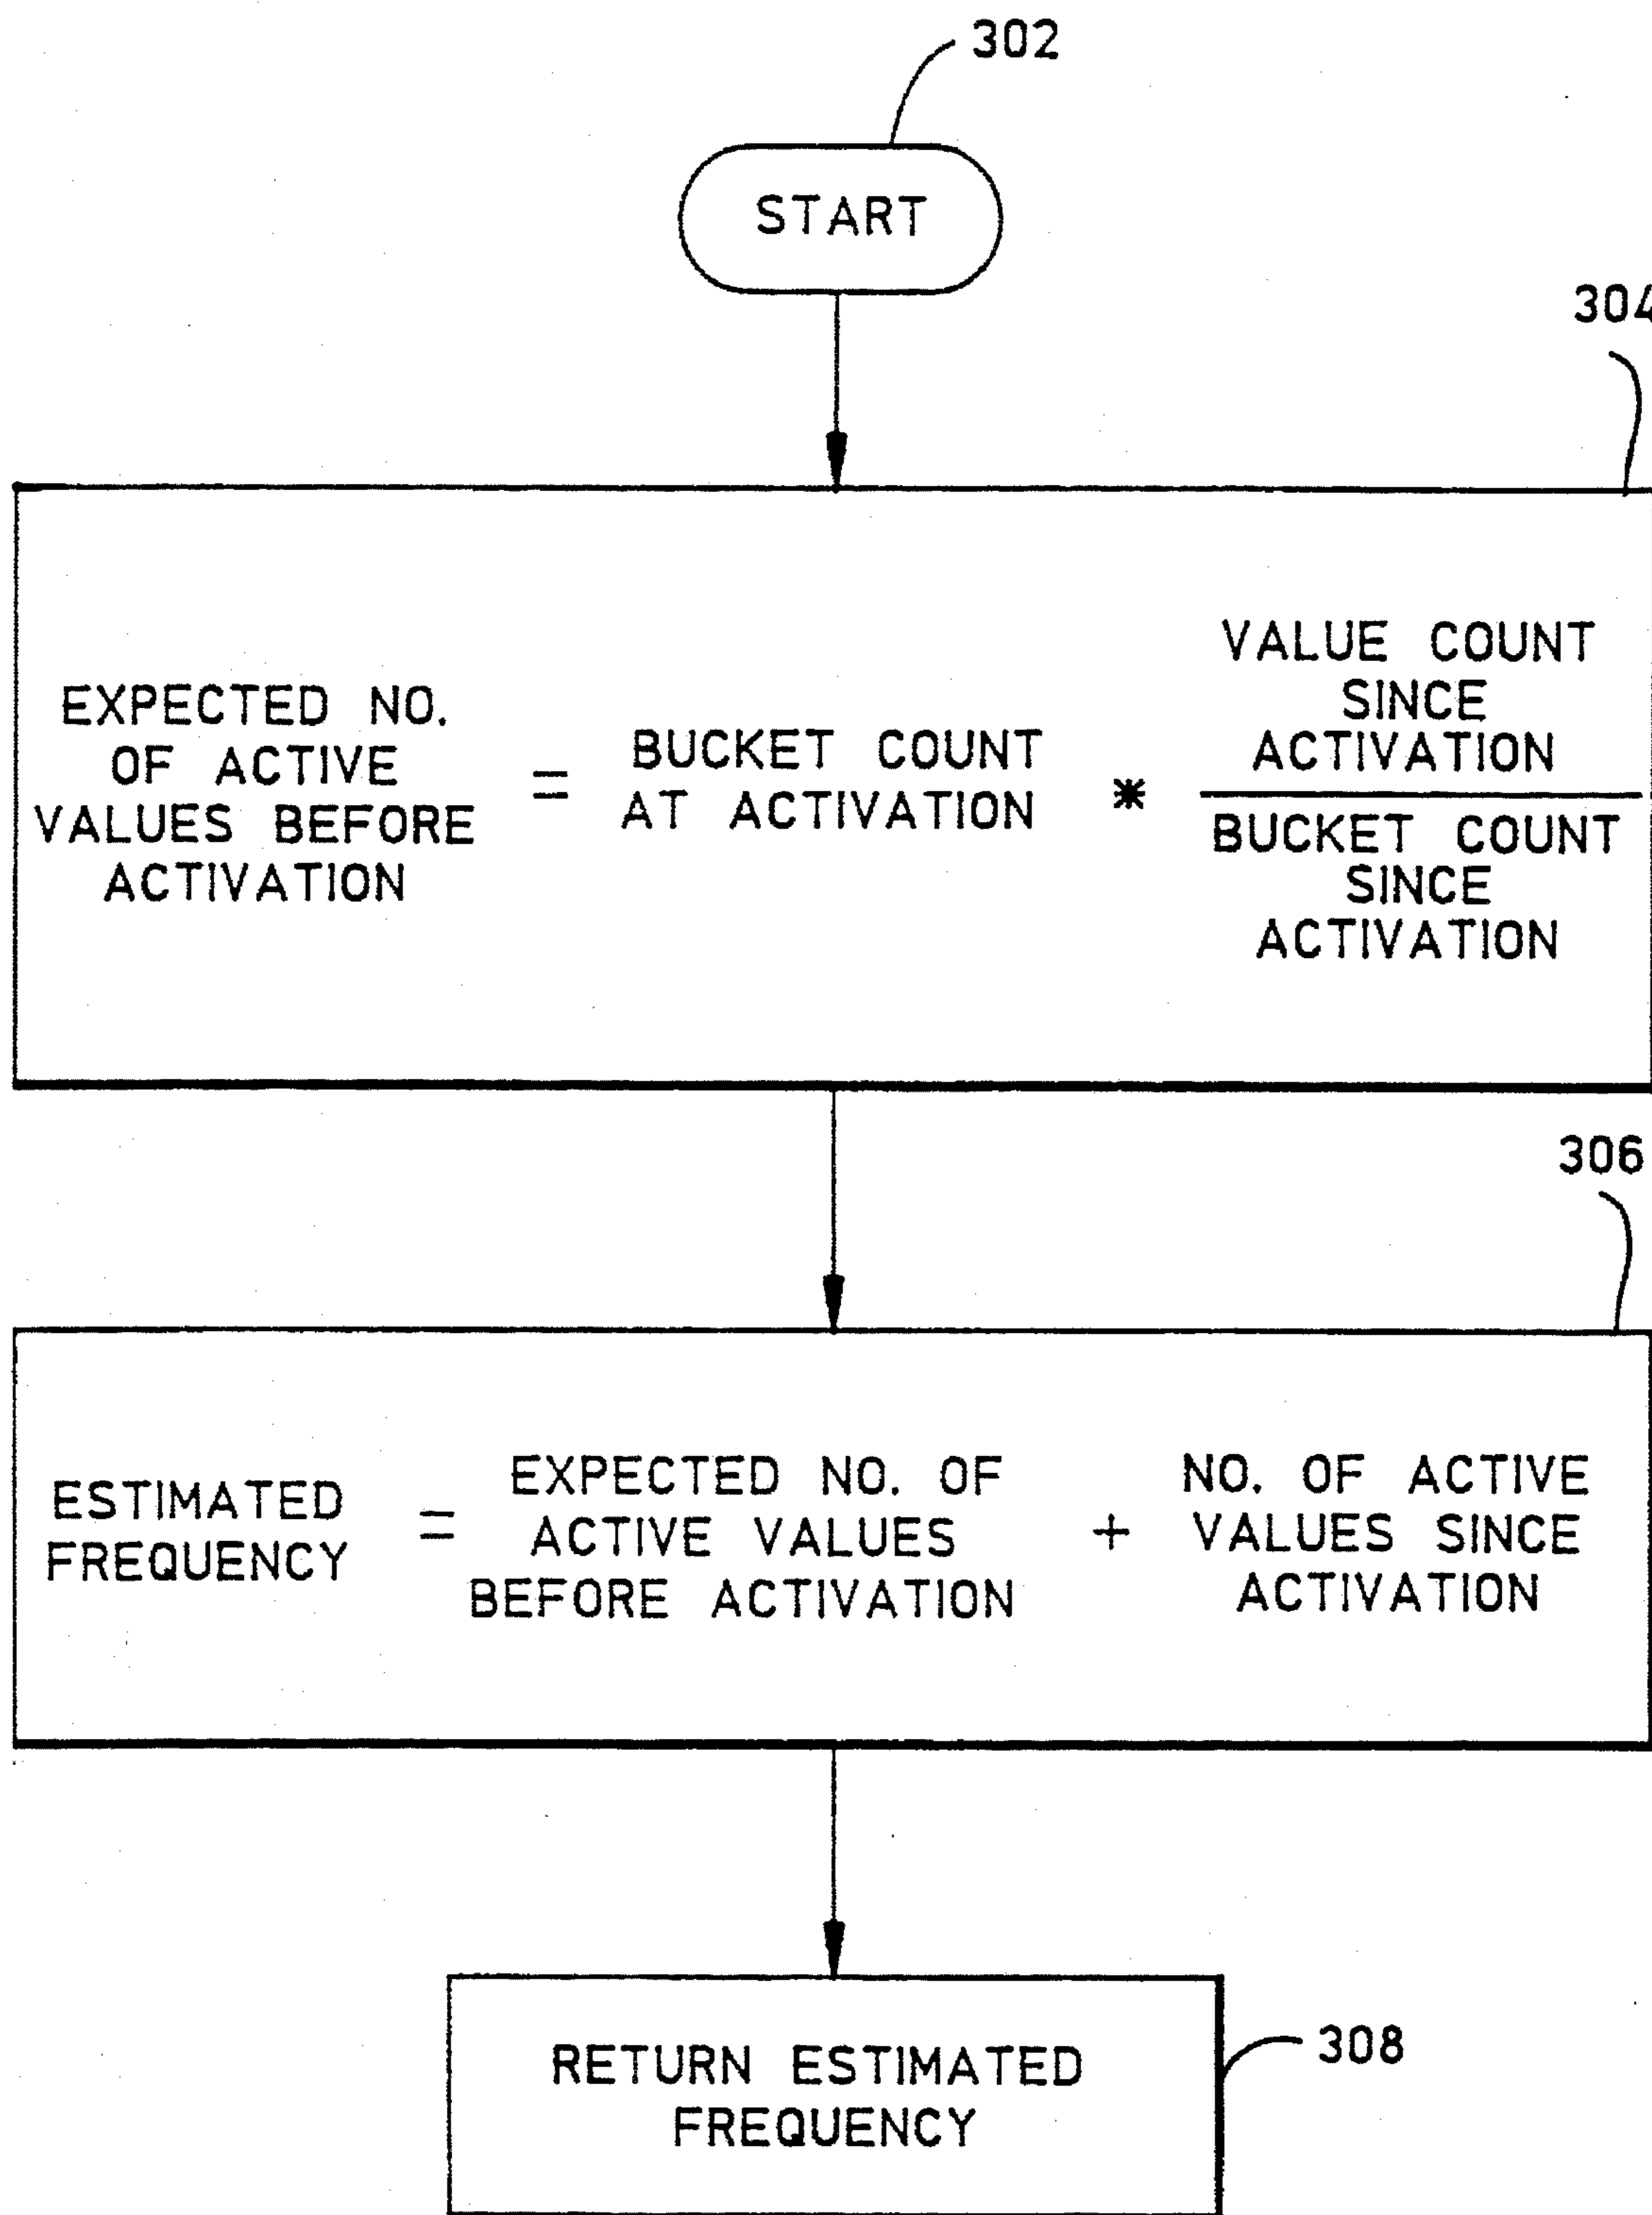 302
START
304
EXPECTED NO.
OF ACTIVE
VALUES BEFORE
ACTIVATION
=
BUCKET COUNT
AT ACTIVATION
*
VALUE COUNT
SINCE
ACTIVATION
BUCKET COUNT
SINCE
ACTIVATION
306
ESTIMATED
FREQUENCY
=
EXPECTED NO. OF
ACTIVE VALUES
BEFORE ACTIVATION
+
NO. OF ACTIVE
VALUES SINCE
ACTIVATION
RETURN ESTIMATED
FREQUENCY
308